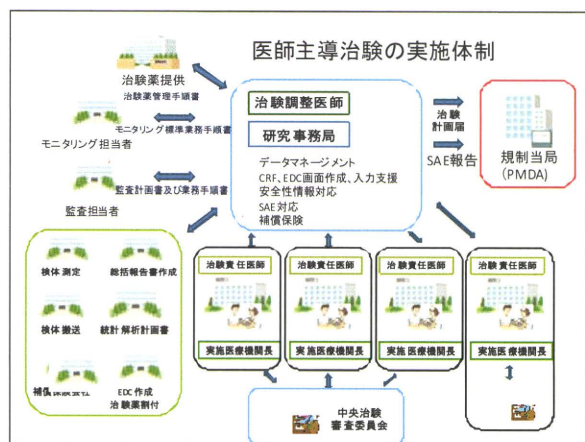 医師主導治験の実施体制
治験薬提供
治験薬管理手順書
モニタリング標準業務手順書
モニタリング担当者
監査計画書及び業務手順書
監査担当者
治験調整医師
研究事務局
データマネージメント
CRF、EDC画面作成、入力支援
安全性情報対応
SAE対応
補償保険
治験
計画届
SAE報告
規制当局
(PMDA)
検体 測定
総括報告書作成
検体 搬送
統計 解析計画書
補償保険会社
EDC 作成
治験薬割付
治験責任医師
治験責任医師
治験責任医師
治験責任医師
実施医療機関長
実施医療機関長
実施医療機関長
実施医療機関長
中央治験
審査委員会